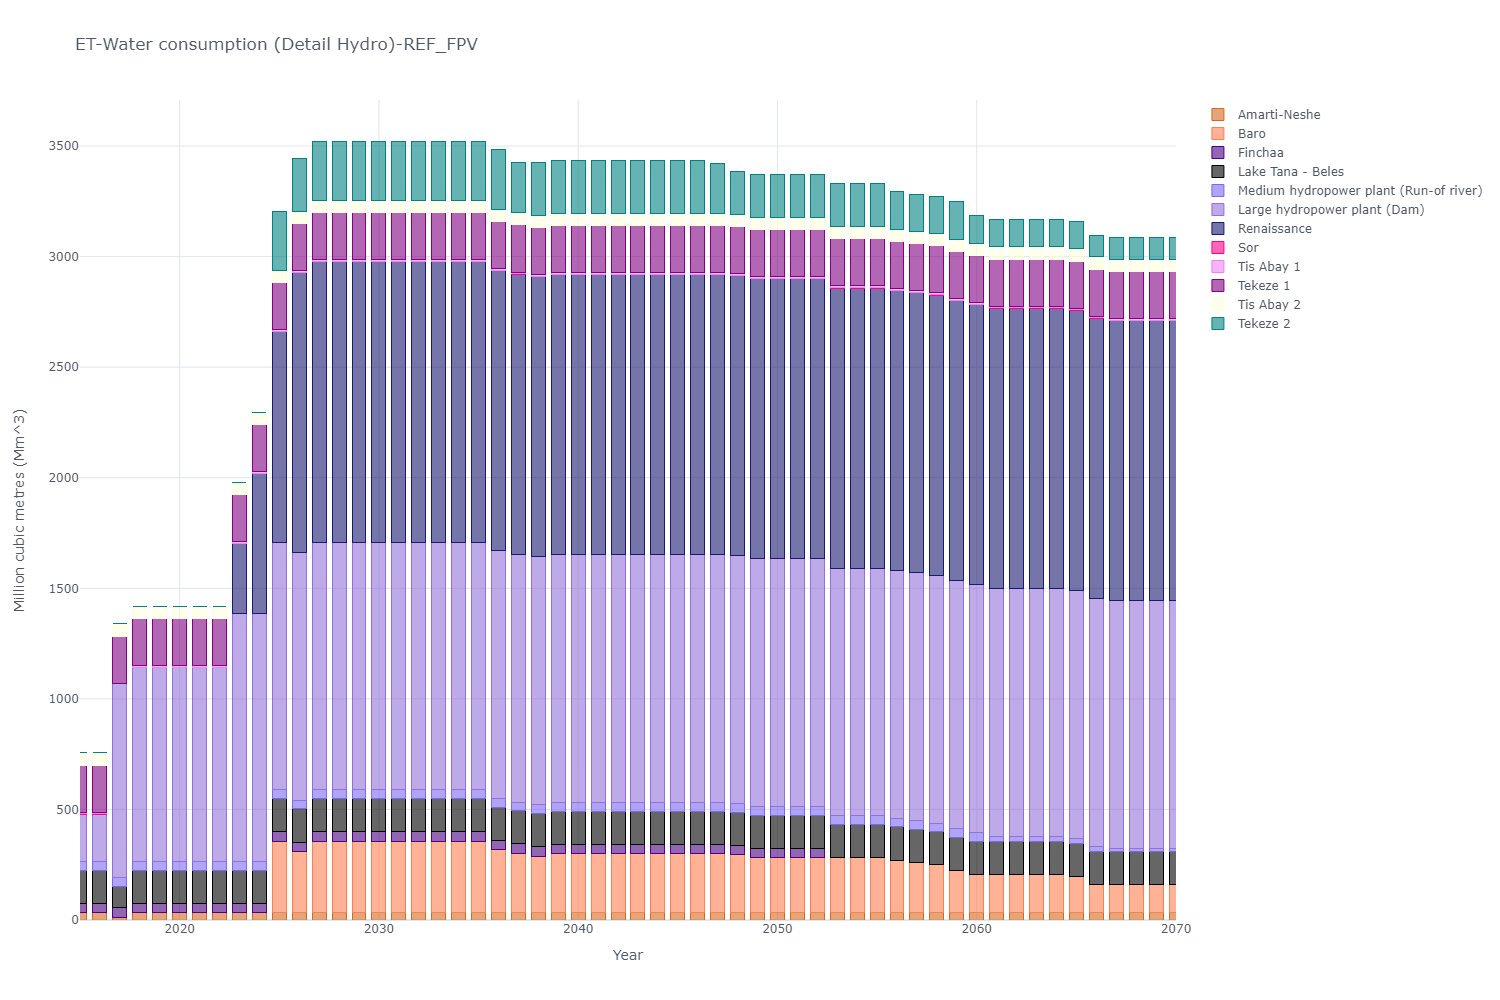 ET-Water consumption (Detail Hydro)-REF_FPV
Million cubic metres (Mm^3)
3500
3000
2500
2000
1500
1000
500
0
2020
2030
2040
2050
2060
2070
Year
Amarti-Neshe
Baro
Finchaa
Lake Tana - Beles
Medium hydropower plant (Run-of river)
Large hydropower plant (Dam)
Renaissance
Sor
Tis Abay 1
Tekeze 1
Tis Abay 2
Tekeze 2